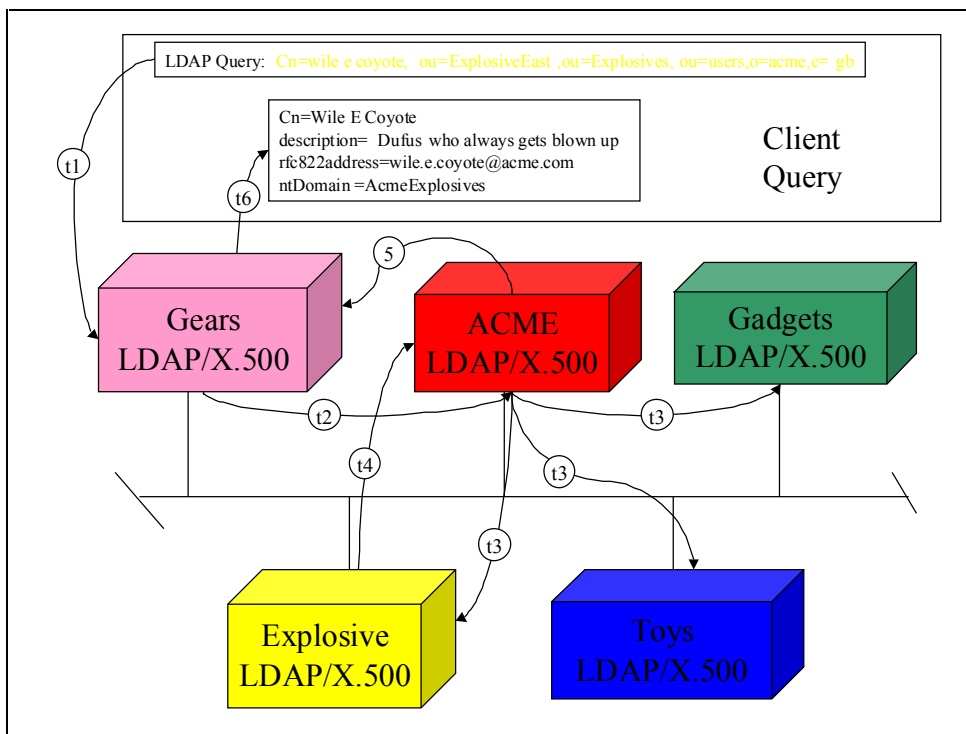 LDAP Query: Cn=wile e coyote, ou=ExplosiveEast ,ou=Explosives, ou=users,o=acme,c= gb
Cn=Wile E Coyote
description= Dufus who always gets blown up
rfc822address=wile.e.coyote@acme.com
ntDomain =AcmeExplosives
Client
Query
t1
t6
5
Gears
LDAP/X.500
ACME
LDAP/X.500
Gadgets
LDAP/X.500
t2
t3
t4
t3
t3
Explosive
LDAP/X.500
Toys
LDAP/X.500